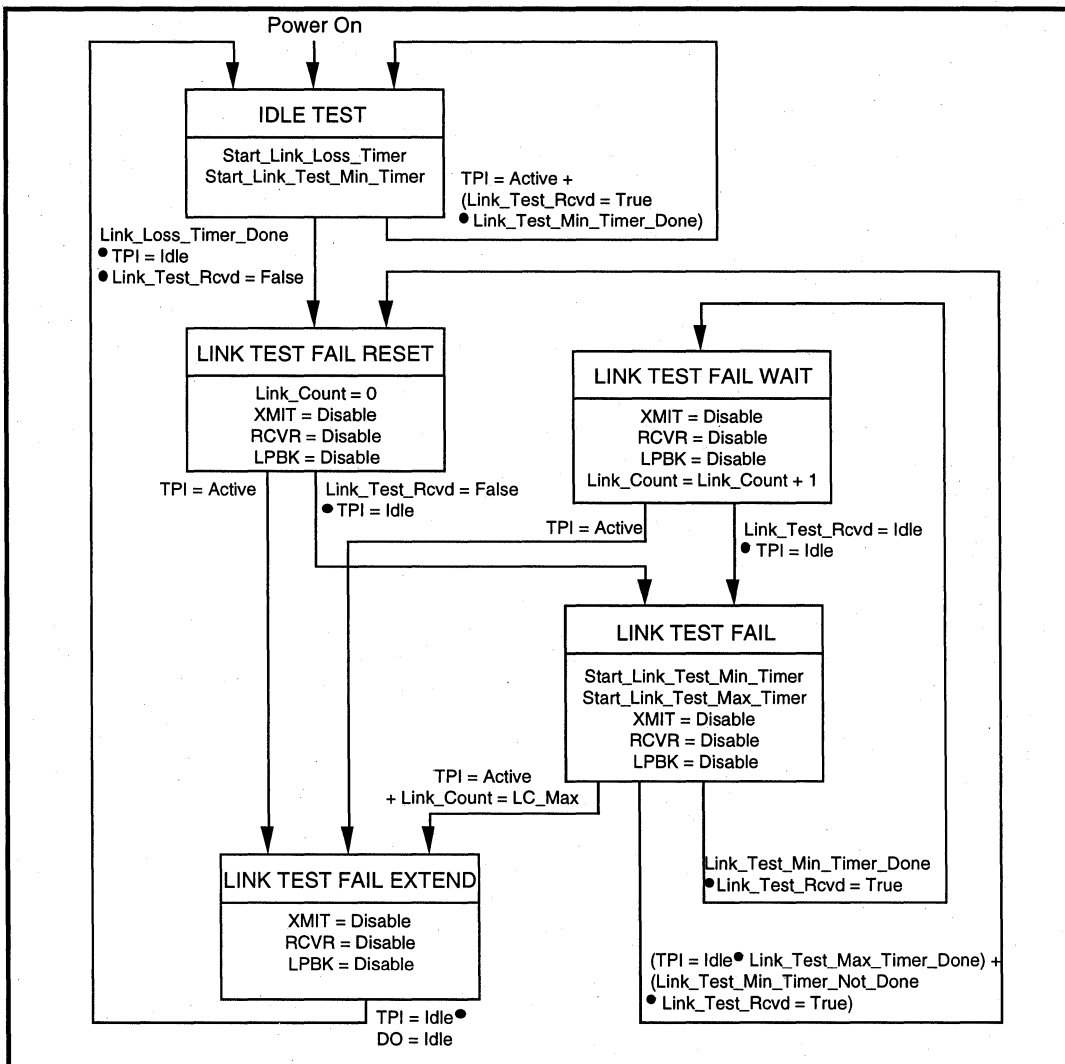 Power On
IDLE TEST
Start_Link_Loss_Timer
Start_Link_Test_Min_Timer
TPI = Active +
(Link_Test_Rcvd = True
● Link_Test_Min_Timer_Done)
Link_Loss_Timer_Done
● TPI = Idle
● Link_Test_Rcvd = False
LINK TEST FAIL RESET
Link_Count = 0
XMIT = Disable
RCVR = Disable
LPBK = Disable
LINK TEST FAIL WAIT
XMIT = Disable
RCVR = Disable
LPBK = Disable
Link_Count = Link_Count + 1
TPI = Active
Link_Test_Rcvd = False
● TPI = Idle
TPI = Active
Link_Test_Rcvd = Idle
● TPI = Idle
LINK TEST FAIL
Start_Link_Test_Min_Timer
Start_Link_Test_Max_Timer
XMIT = Disable
RCVR = Disable
LPBK = Disable
TPI = Active
+ Link_Count = LC_Max
Link_Test_Min_Timer_Done
● Link_Test_Rcvd = True
LINK TEST FAIL EXTEND
XMIT = Disable
RCVR = Disable
LPBK = Disable
(TPI = Idle ● Link_Test_Max_Timer_Done) +
(Link_Test_Min_Timer_Not_Done
● Link_Test_Rcvd = True)
TPI = Idle ●
DO = Idle